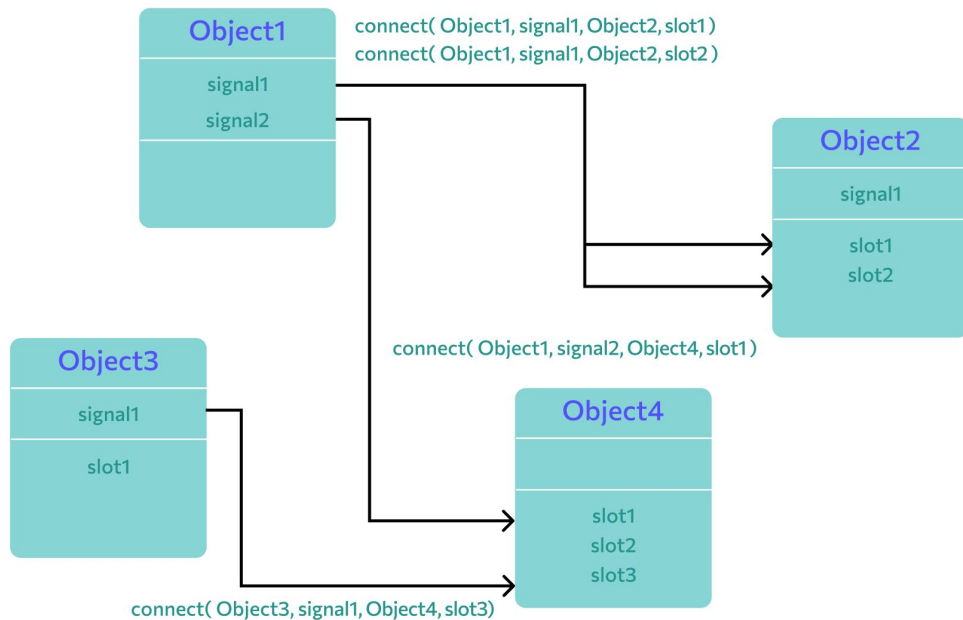 Object1
signal1
signal2
connect( Object1, signal1, Object2, slot1)
connect( Object1, signal1, Object2, slot2 )
Object2
signal1
slot1
slot2
connect( Object1, signal2, Object4, slot1 )
Object3
signal1
slot1
Object4
slot1
slot2
slot3
connect( Object3, signal1, Object4, slot3)